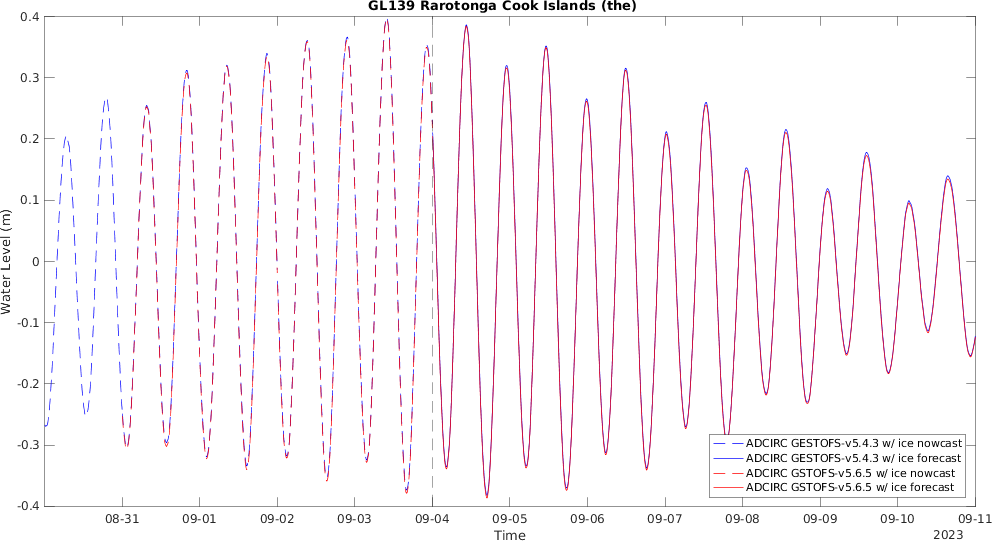 GL139 Rarotonga Cook Islands (the)
0.4
0.3
0.2
0.1
0
-0.1
-0.2
-0.3
-0.4
Water Level (m)
ADCIRC GESTOFS-v5.4.3 w/ ice nowcast
ADCIRC GESTOFS-v5.4.3 w/ ice forecast
ADCIRC GSTOFS-v5.6.5 w/ ice nowcast
ADCIRC GSTOFS-v5.6.5 w/ ice forecast
08-31 09-01 09-02 09-03 09-04 09-05 09-06 09-07 09-08 09-09 09-10 09-11
Time
2023